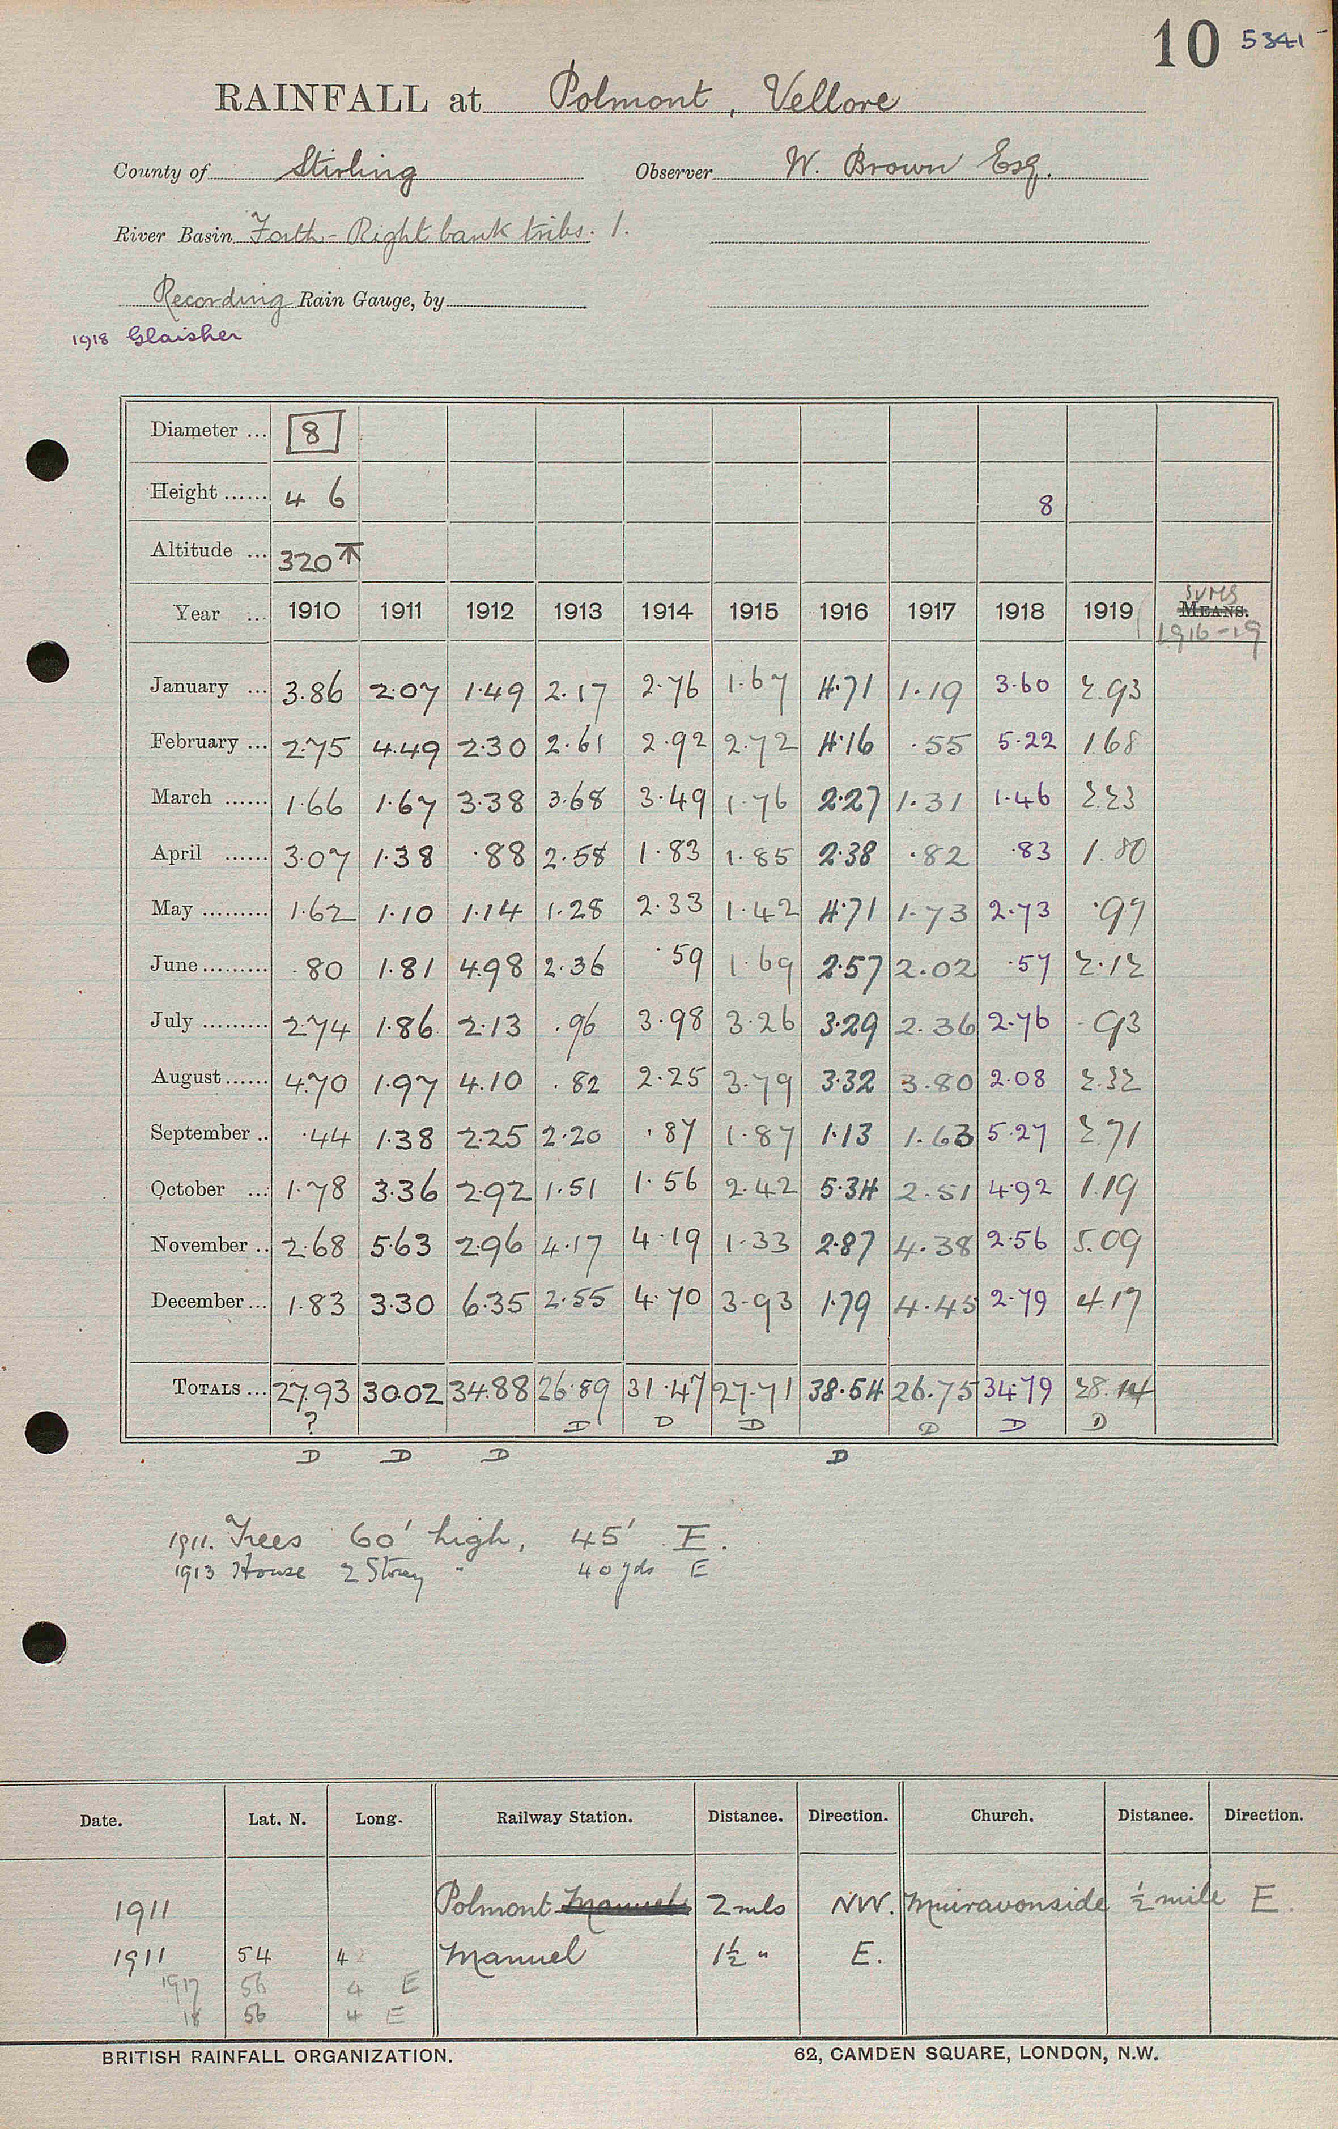 10 5341
RAINFALL at Polmont, Vellore
County of Stirling Observer W. Brown Esq.
River Basin Forth - Right bank tribs. 1.
Recording Rain Gauge, by
1918 Glaisher
Diameter ... 8
Height ...... 4 6 8
Altitude ... 320
Year ... 1910 1911 1912 1913 1914 1915 1916 1917 1918 1919 MEANS. SUMS 1916-19
January ... 3.86 2.07 1.49 2.17 2.76 1.67 4.71 1.19 3.60 2.93
February ... 2.75 4.49 2.30 2.61 2.92 2.72 4.16 .55 5.22 1.68
March ...... 1.66 1.67 3.38 3.68 3.49 1.76 2.27 1.31 1.46 2.23
April ...... 3.07 1.38 .88 2.58 1.83 1.85 2.38 .82 .83 1.80
May ......... 1.62 1.10 1.14 1.28 2.33 1.42 4.71 1.73 2.73 .97
June ......... .80 1.81 4.98 2.36 .59 1.69 2.57 2.02 .57 2.12
July ......... 2.74 1.86 2.13 .96 3.98 3.26 3.29 2.36 2.76 .93
August ...... 4.70 1.97 4.10 .82 2.25 3.79 3.32 3.80 2.08 2.32
September .. .44 1.38 2.25 2.20 .87 1.87 1.13 1.63 5.27 2.71
October ... 1.78 3.36 2.92 1.51 1.56 2.42 5.34 2.51 4.92 1.19
November .. 2.68 5.63 2.96 4.17 4.19 1.33 2.87 4.38 2.56 5.09
December ... 1.83 3.30 6.35 2.55 4.70 3.93 1.79 4.45 2.79 4.17
TOTALS ... 27.93 30.02 34.88 26.89 31.47 27.71 38.54 26.75 34.79 28.14
? D D D D D D
D D D D
1911. Trees 60' high, 45' E.
1913 House 2 Storey " 40 yds E
Date. Lat. N. Long. Railway Station. Distance. Direction. Church. Distance. Direction.
1911 Polmont Manuel 2 mls NW. Muiravonside ½ mile E.
1911 54 4 Manuel 1½ " E.
1917 56 4 E
18 56 4 E
BRITISH RAINFALL ORGANIZATION. 62, CAMDEN SQUARE, LONDON, N.W.